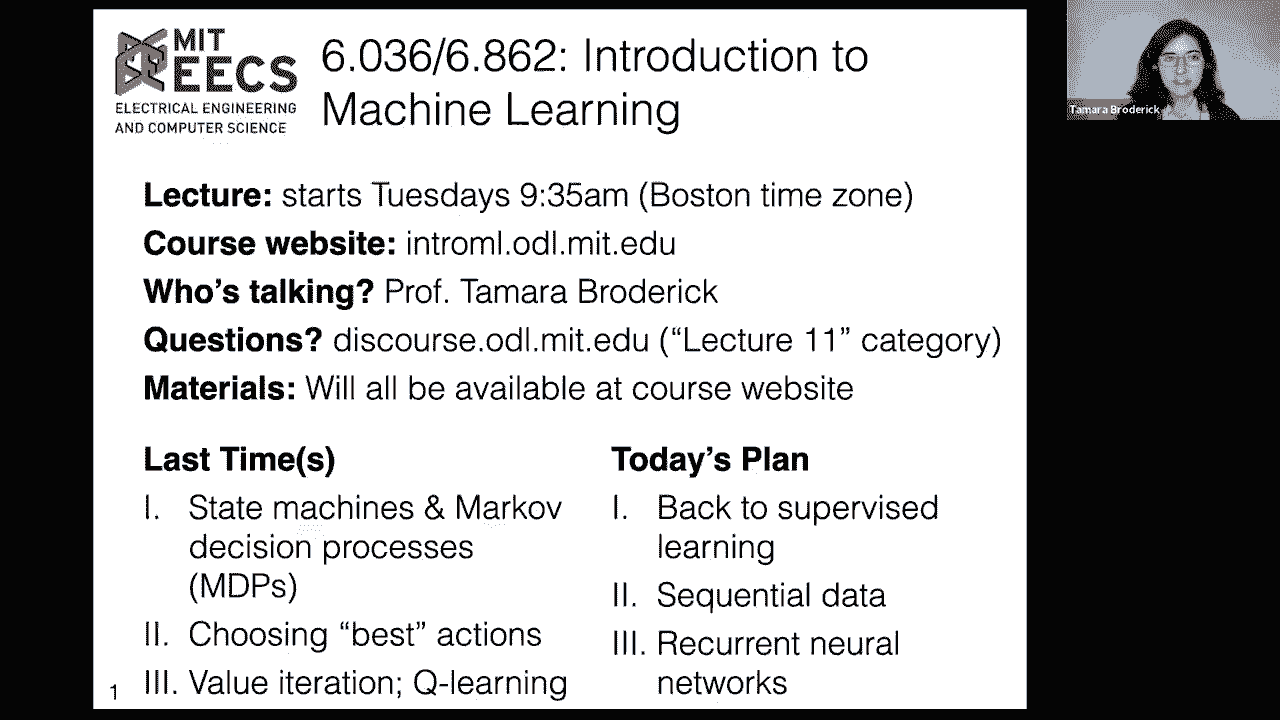 MIT
EECS
ELECTRICAL ENGINEERING
AND COMPUTER SCIENCE
6.036/6.862: Introduction to
Machine Learning
Tamara Broderick
Lecture: starts Tuesdays 9:35am (Boston time zone)
Course website: introml.odl.mit.edu
Who's talking? Prof. Tamara Broderick
Questions? discourse.odl.mit.edu (“Lecture 11” category)
Materials: Will all be available at course website
Last Time(s)
I. State machines & Markov
decision processes
(MDPs)
II. Choosing “best” actions
III. Value iteration; Q-learning
Today's Plan
I. Back to supervised
learning
II. Sequential data
III. Recurrent neural
networks
1